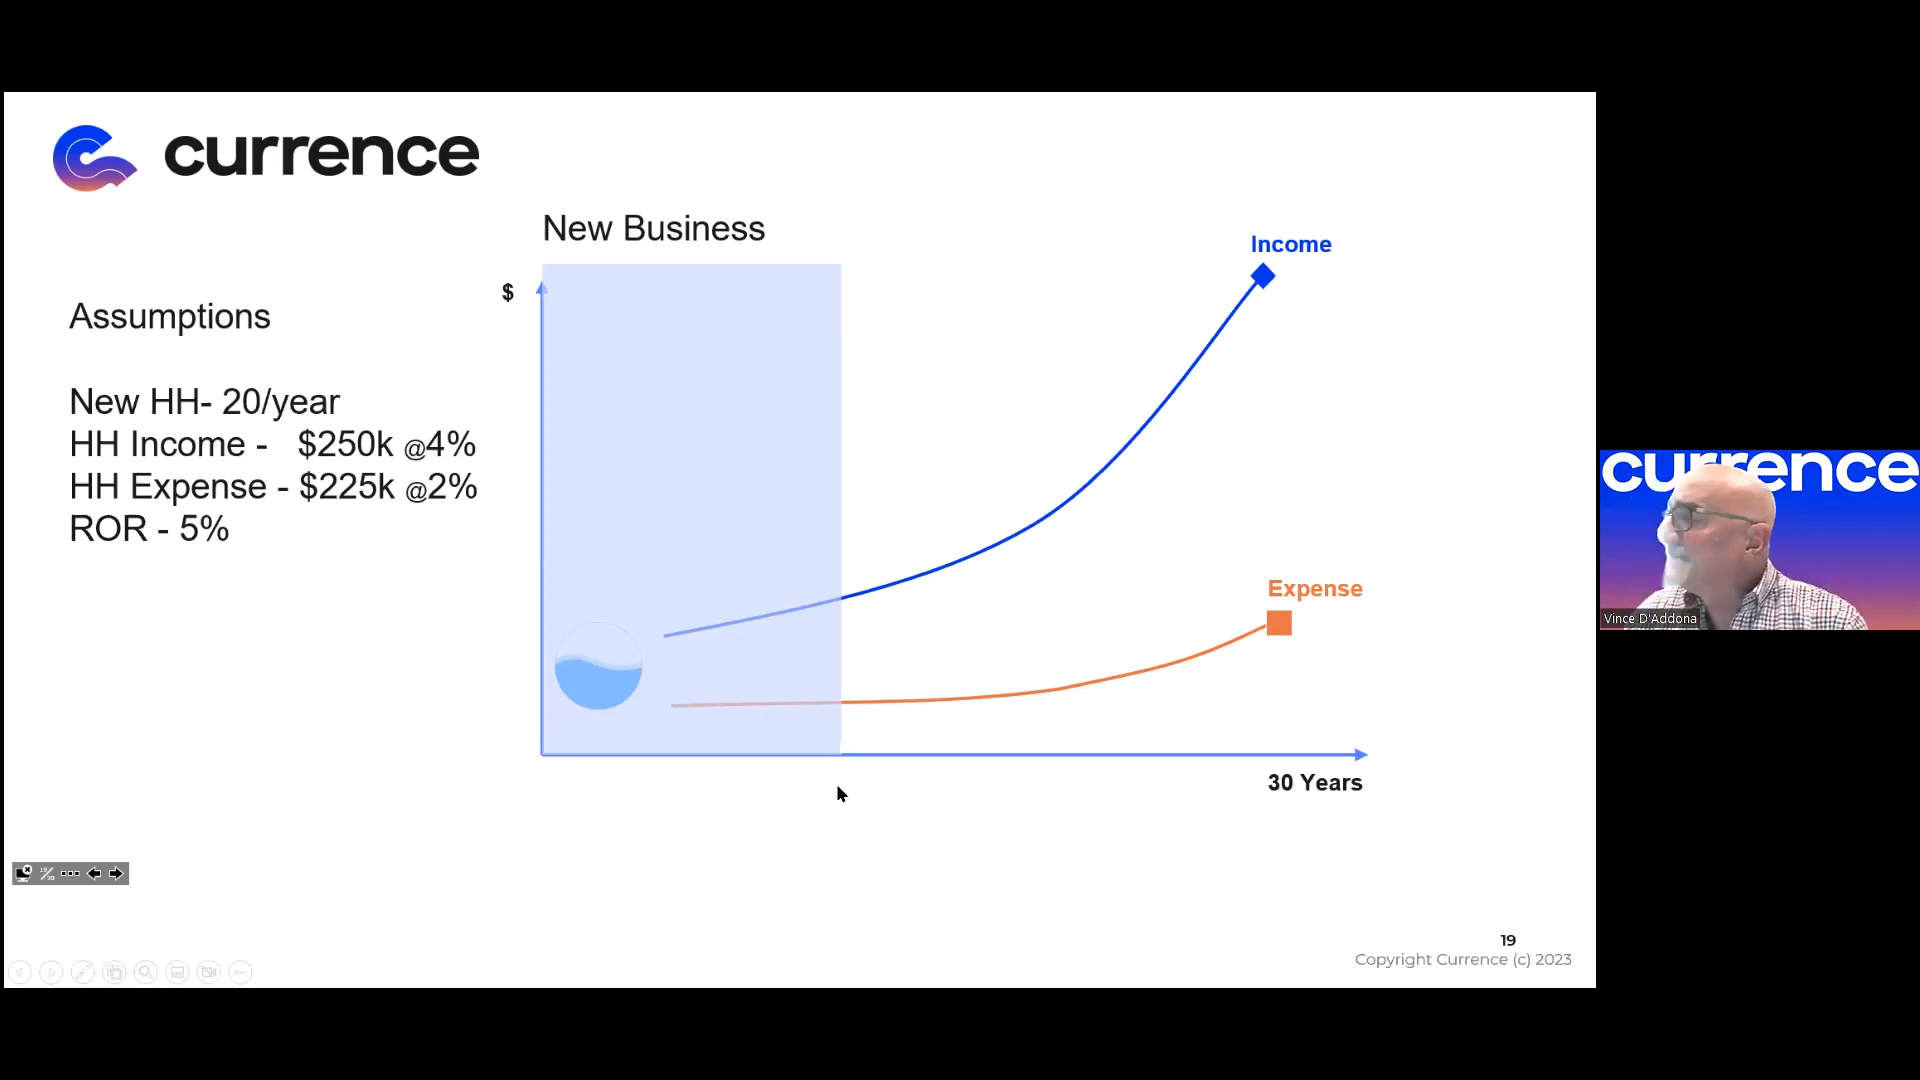 currence
New Business
Income
$
Assumptions
New HH- 20/year
HH Income -   $250k @4%
HH Expense - $225k @2%
ROR - 5%
Expense
30 Years
currence
Vince D'Addona
19
Copyright Currence (c) 2023